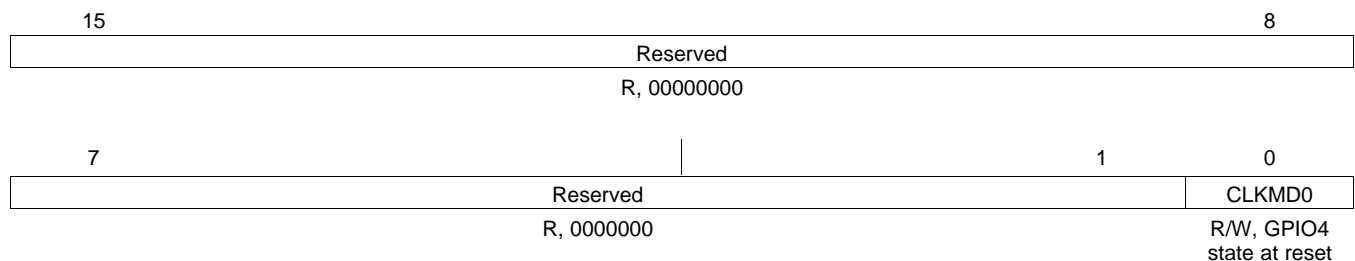 15 8
Reserved
R, 00000000
7 1 0
Reserved CLKMD0
R, 0000000 R/W, GPIO4
state at reset